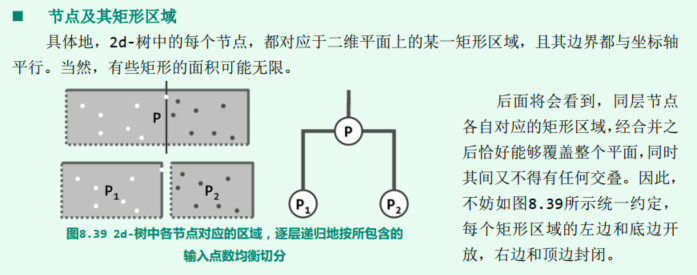 ■ 节点及其矩形区域
具体地，2d-树中的每个节点，都对应于二维平面上的某一矩形区域，且其边界都与坐标轴
平行。当然，有些矩形的面积可能无限。
P
P
P1
P2
P1
P2
图8.39 2d-树中各节点对应的区域，逐层递归地按所包含的
输入点数均衡切分
后面将会看到，同层节点
各自对应的矩形区域，经合并之
后恰好能够覆盖整个平面，同时
其间又不得有任何交叠。因此，
不妨如图8.39所示统一约定，
每个矩形区域的左边和底边开
放，右边和顶边封闭。